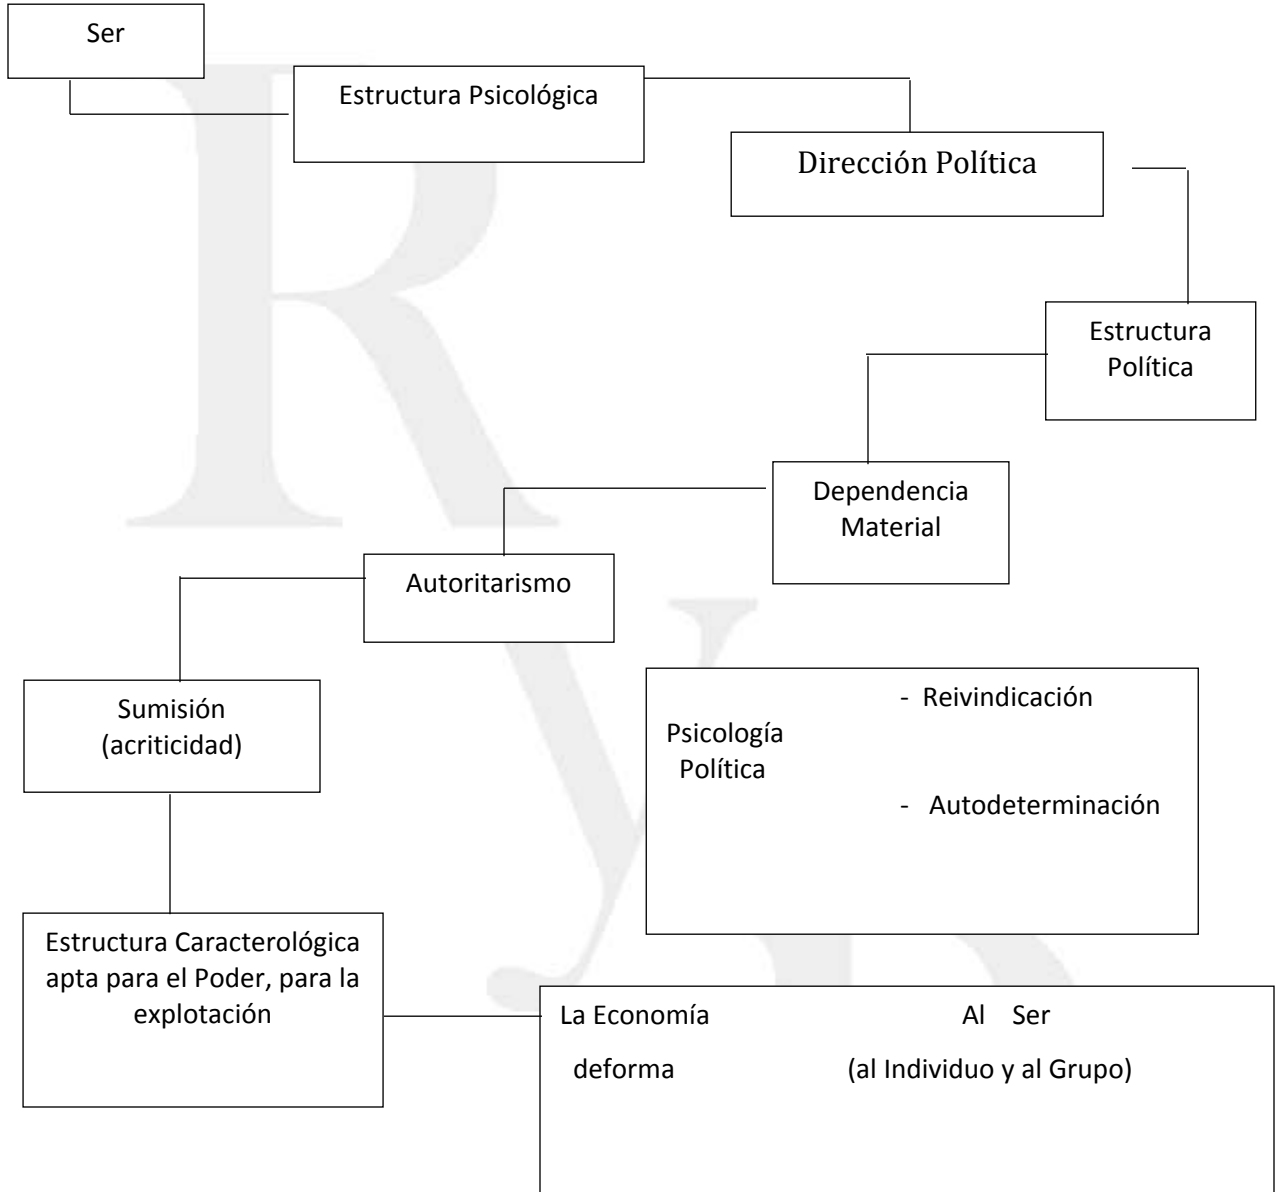 Ser
Estructura Psicológica
Dirección Política
Estructura
Política
Dependencia
Material
Autoritarismo
Sumisión
(acriticidad)
- Reivindicación
Psicología
Política
- Autodeterminación
Estructura Caracterológica
apta para el Poder, para la
explotación
La Economía Al Ser
deforma (al Individuo y al Grupo)